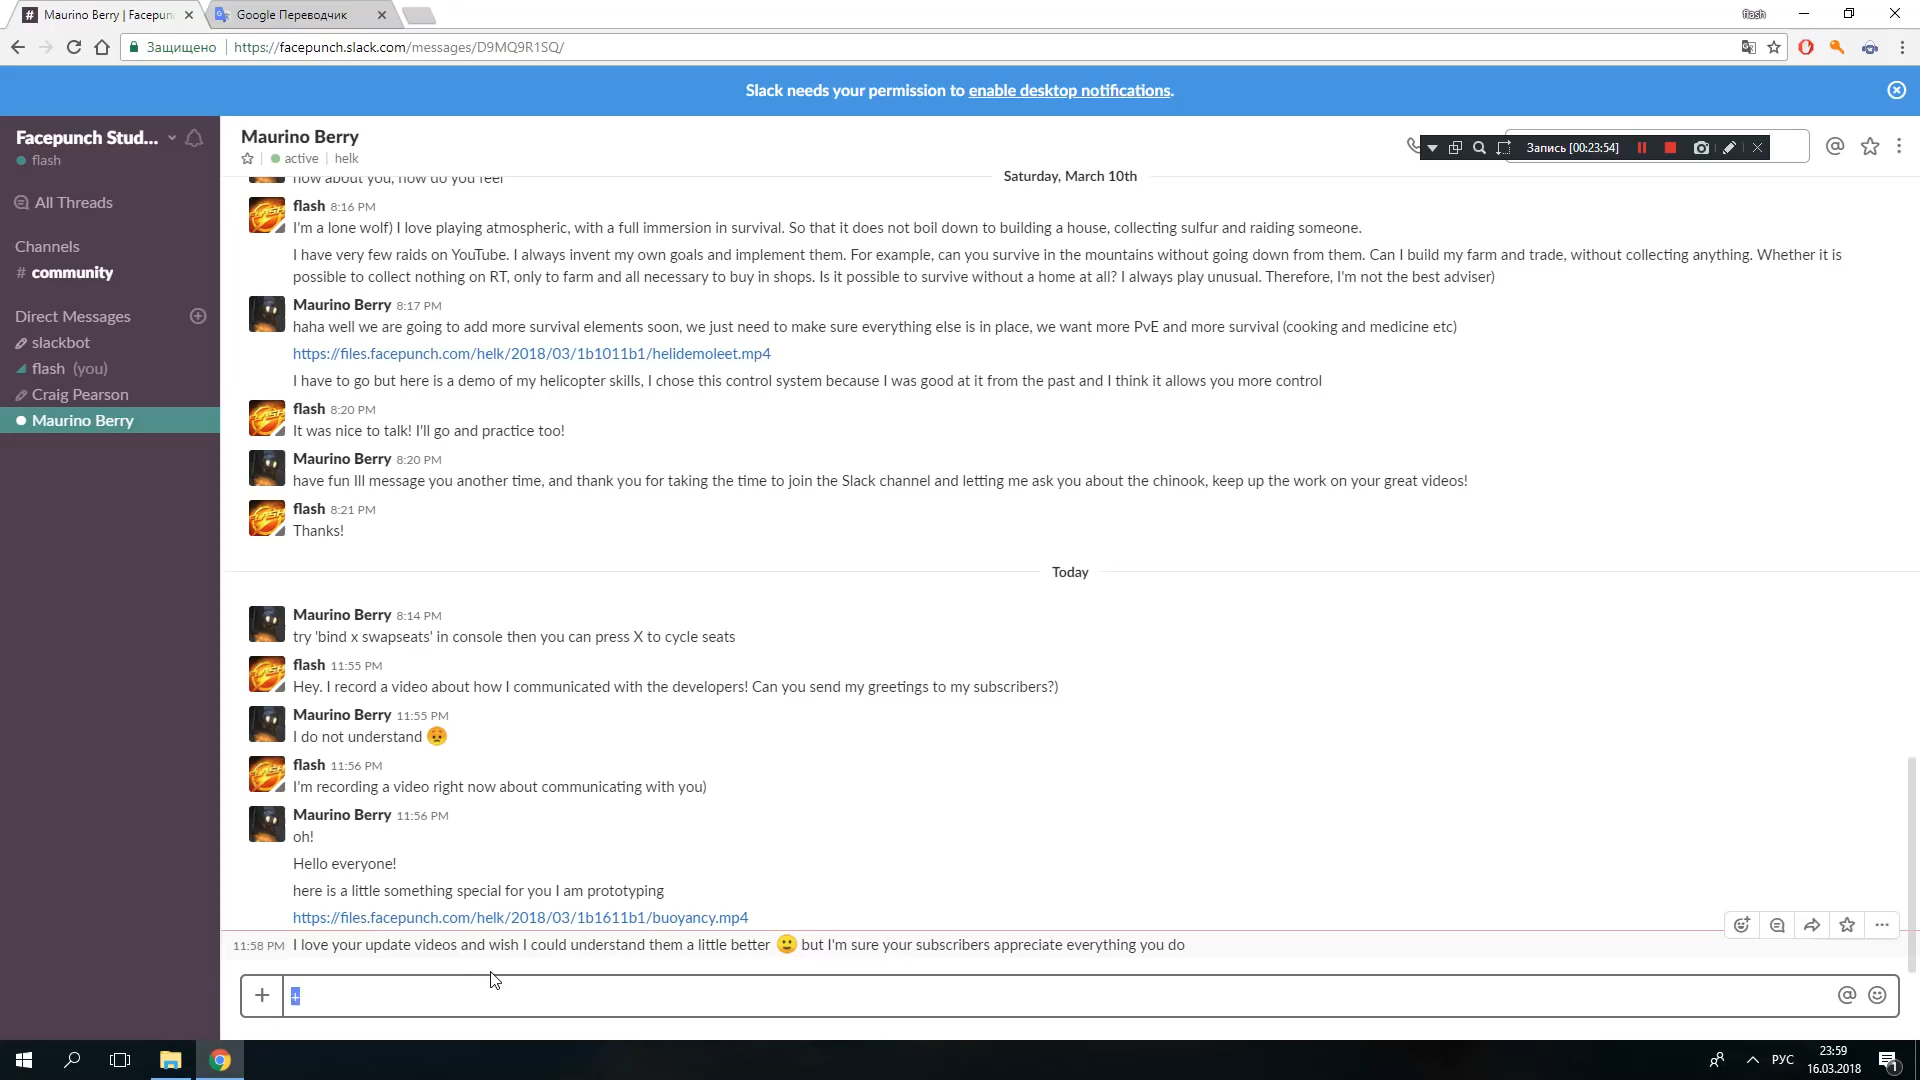 Maurino Berry | Facepun
Google Переводчик
flash
Защищено
https://facepunch.slack.com/messages/D9MQ9R1SQ/
Slack needs your permission to enable desktop notifications.
Facepunch Stud...
flash
All Threads
Channels
# community
Direct Messages
slackbot
flash (you)
Craig Pearson
Maurino Berry
Maurino Berry
active | helk
Запись [00:23:54]
how about you, how do you feel
Saturday, March 10th
flash 8:16 PM
I'm a lone wolf) I love playing atmospheric, with a full immersion in survival. So that it does not boil down to building a house, collecting sulfur and raiding someone.
I have very few raids on YouTube. I always invent my own goals and implement them. For example, can you survive in the mountains without going down from them. Can I build my farm and trade, without collecting anything. Whether it is
possible to collect nothing on RT, only to farm and all necessary to buy in shops. Is it possible to survive without a home at all? I always play unusual. Therefore, I'm not the best adviser)
Maurino Berry 8:17 PM
haha well we are going to add more survival elements soon, we just need to make sure everything else is in place, we want more PvE and more survival (cooking and medicine etc)
https://files.facepunch.com/helk/2018/03/1b1011b1/helidemoleet.mp4
I have to go but here is a demo of my helicopter skills, I chose this control system because I was good at it from the past and I think it allows you more control
flash 8:20 PM
It was nice to talk! I'll go and practice too!
Maurino Berry 8:20 PM
have fun Ill message you another time, and thank you for taking the time to join the Slack channel and letting me ask you about the chinook, keep up the work on your great videos!
flash 8:21 PM
Thanks!
Today
Maurino Berry 8:14 PM
try 'bind x swapseats' in console then you can press X to cycle seats
flash 11:55 PM
Hey. I record a video about how I communicated with the developers! Can you send my greetings to my subscribers?)
Maurino Berry 11:55 PM
I do not understand 😟
flash 11:56 PM
I'm recording a video right now about communicating with you)
Maurino Berry 11:56 PM
oh!
Hello everyone!
here is a little something special for you I am prototyping
https://files.facepunch.com/helk/2018/03/1b1611b1/buoyancy.mp4
11:58 PM I love your update videos and wish I could understand them a little better 🙂 but I'm sure your subscribers appreciate everything you do
+
РУС
23:59
16.03.2018
1